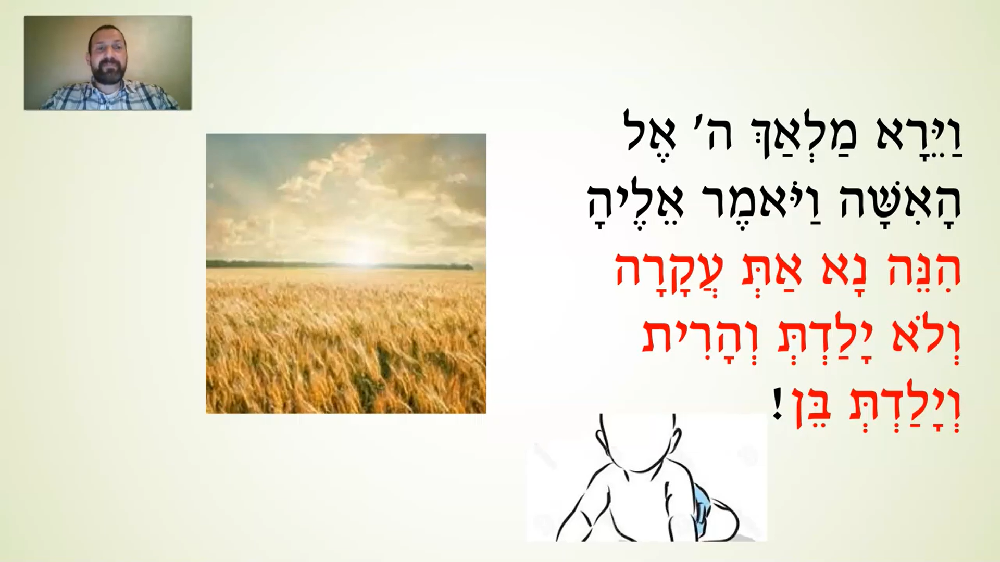 וַיֵּרָא מַלְאַךְ ה' אֶל
הָאִשָּׁה וַיֹּאמֶר אֵלֶיהָ
הִנֵּה נָא אַתְּ עֲקָרָה
וְלֹא יָלַדְתְּ וְהָרִית
וְיָלַדְתְּ בֵּן!